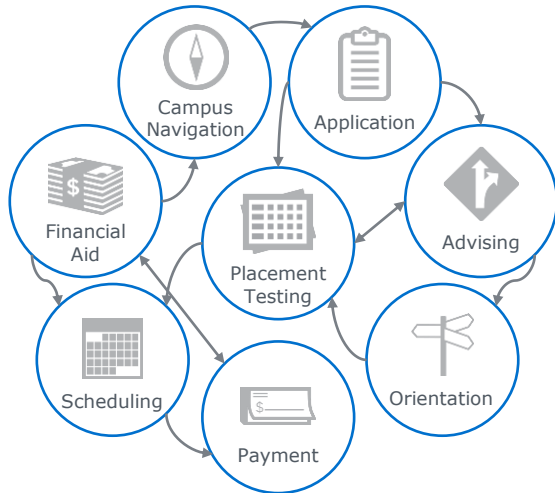 Campus
Navigation
Application
Financial
Aid
$
Placement
Testing
Advising
Scheduling
$
Payment
Orientation